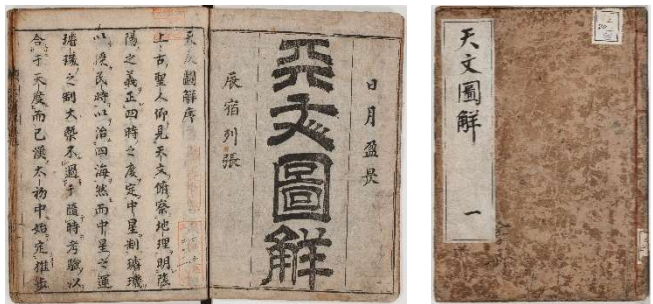 天文圖解
一
日月盈昃
天文圖解
辰宿列張
天文圖解序
上古聖人仰見天文俯察地理明陰
陽之義正四時之度定中星制璿璣
以民時以治四海然而中星之運
璿璣之制大槩不過于隨時考驗以
合于天度而已漢太初中始定推步